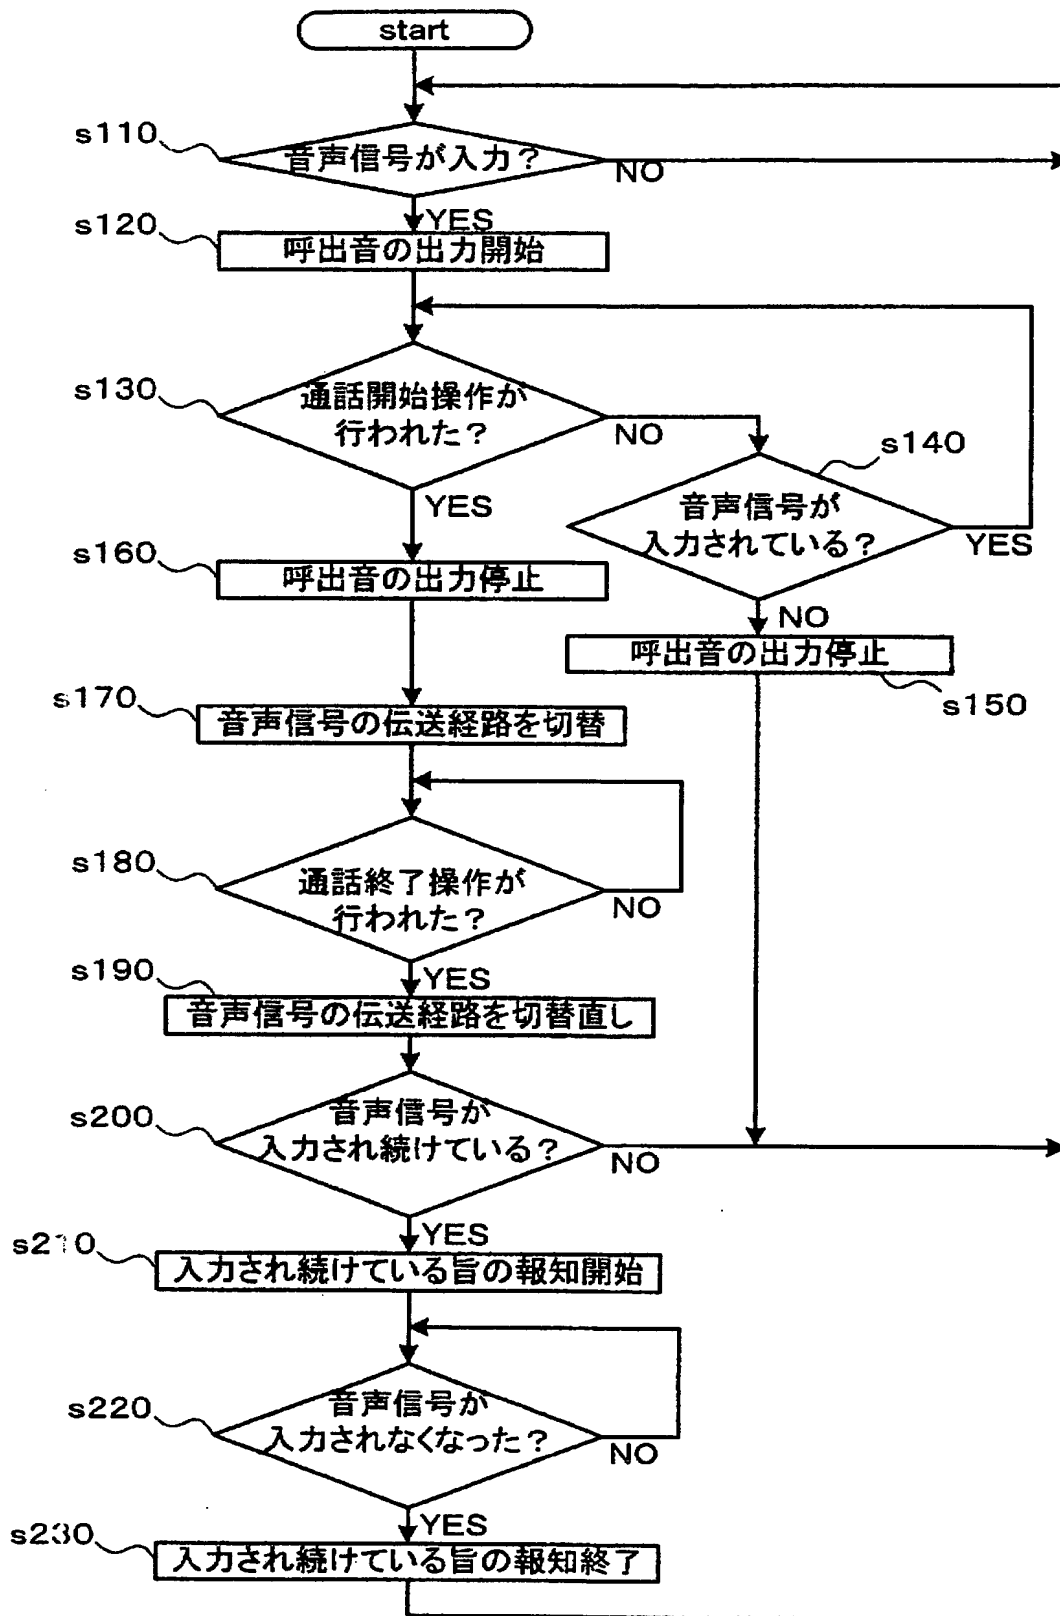 start
s110
音声信号が入力？
NO
YES
s120
呼出音の出力開始
s130
通話開始操作が
行われた？
NO
YES
s140
音声信号が
入力されている？
YES
NO
s160
呼出音の出力停止
呼出音の出力停止
s150
s170
音声信号の伝送経路を切替
s180
通話終了操作が
行われた？
NO
YES
s190
音声信号の伝送経路を切替直し
s200
音声信号が
入力され続けている？
NO
YES
s210
入力され続けている旨の報知開始
s220
音声信号が
入力されなくなった？
NO
YES
s230
入力され続けている旨の報知終了